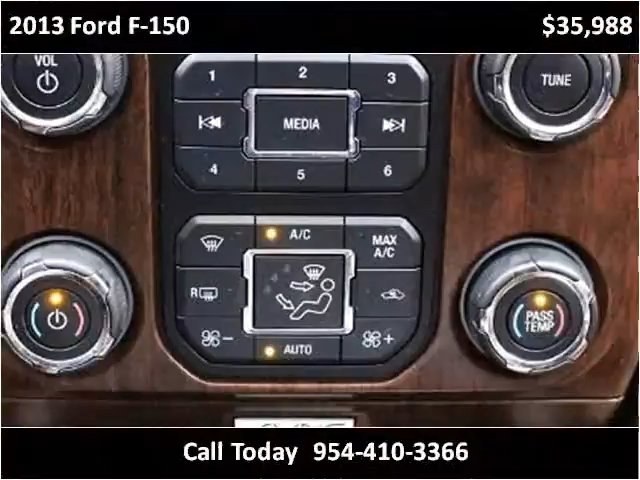 2013 Ford F-150 $35,988
VOL
1 2 3
TUNE
MEDIA
4 5 6
A/C
MAX
A/C
R
PASS
TEMP
- AUTO +
Call Today 954-410-3366